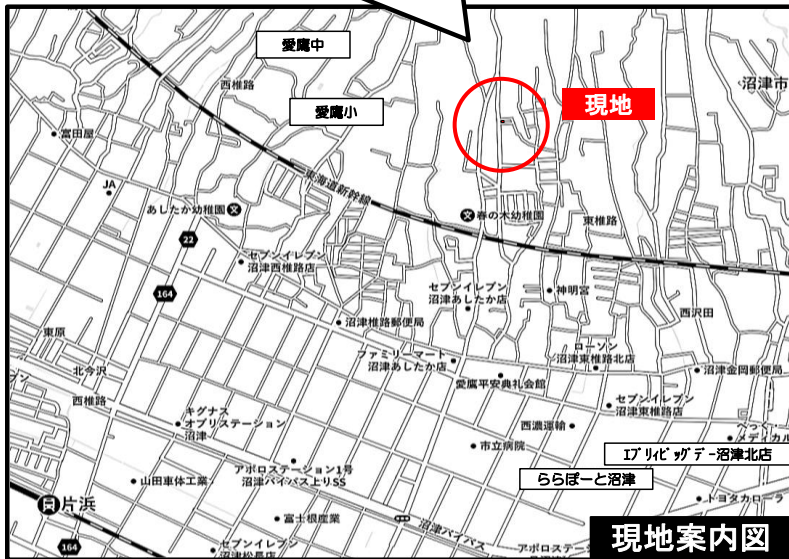 愛鷹中
西椎路
愛鷹小
現地
沼津市
富田屋
東海道新幹線
JA
あしたか幼稚園
春の木幼稚園
東椎路
22
セブンイレブン
沼津西椎路店
164
セブンイレブン
沼津あしたか店
神明宮
西沢田
沼津椎路郵便局
東原
ファミリーマート
沼津あしたか店
ローソン
沼津東椎路北店
北今沢
愛鷹平安典礼会館
沼津金岡郵便局
西椎路
キグナス
オブリステーション
沼津
セブンイレブン
沼津東椎路店
西濃運輸
市立病院
メディカル
エブリィビッグデー沼津北店
アポロステーション1号
沼津バイパス上りSS
ららぽーと沼津
山田車体工業
片浜
富士根産業
トヨタカローラ
沼津バイパス
164
セブンイレブン
沼津松長店
現地案内図